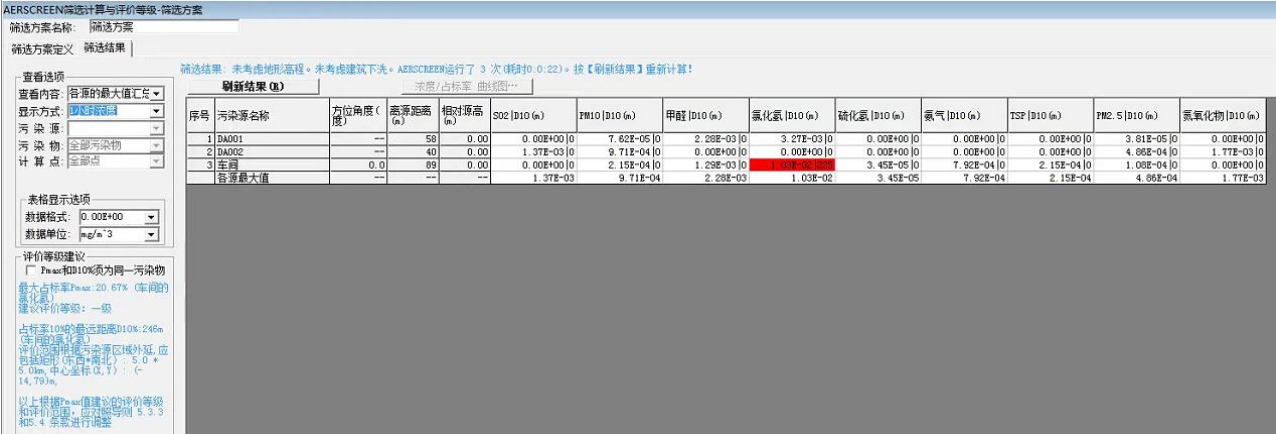 AERSCREEN筛选计算与评价等级-筛选方案
筛选方案名称: 筛选方案
筛选方案定义 筛选结果
筛选结果: 未考虑地形高程。未考虑建筑下洗。AERSCREEN运行了 3 次(耗时0:0:22)。按【刷新结果】重新计算!
查看选项
查看内容: 各源的最大值汇总
显示方式: 1小时浓度
污 染 源:
污 染 物: 全部污染物
计 算 点: 全部点
表格显示选项
数据格式: 0.00E+00
数据单位: mg/m^3
评价等级建议
Pmax和D10%须为同一污染物
最大占标率Pmax:20.67% (车间的
氯化氢)
建议评价等级: 一级
占标率10%的最远距离D10%:246m
(车间的氯化氢)
评价范围根据污染源区域外延,应
包括矩形(东西*南北): 5.0 *
5.0km,中心坐标(X,Y): (-
14,79)m,
以上根据Pmax值建议的评价等级
和评价范围,应对照导则 5.3.3
和5.4 条款进行调整
刷新结果(R) 浓度/占标率 曲线图…
序号 污染源名称 方位角度(度) 离源距离(m) 相对源高(m) SO2|D10(m) PM10|D10(m) 甲醛|D10(m) 氯化氢|D10(m) 硫化氢|D10(m) 氨气|D10(m) TSP|D10(m) PM2.5|D10(m) 氮氧化物|D10(m)
1 DA001 -- 58 0.00 0.00E+00|0 7.62E-05|0 2.28E-03|0 3.27E-03|0 0.00E+00|0 0.00E+00|0 0.00E+00|0 3.81E-05|0 0.00E+00|0
2 DA002 -- 40 0.00 1.37E-03|0 9.71E-04|0 0.00E+00|0 0.00E+00|0 0.00E+00|0 0.00E+00|0 0.00E+00|0 4.86E-04|0 1.77E-03|0
3 车间 0.0 89 0.00 0.00E+00|0 2.15E-04|0 1.29E-03|0 1.03E-02 3.45E-05|0 7.92E-04|0 2.15E-04|0 1.08E-04|0 0.00E+00|0
各源最大值 -- -- -- 1.37E-03 9.71E-04 2.28E-03 1.03E-02 3.45E-05 7.92E-04 2.15E-04 4.86E-04 1.77E-03